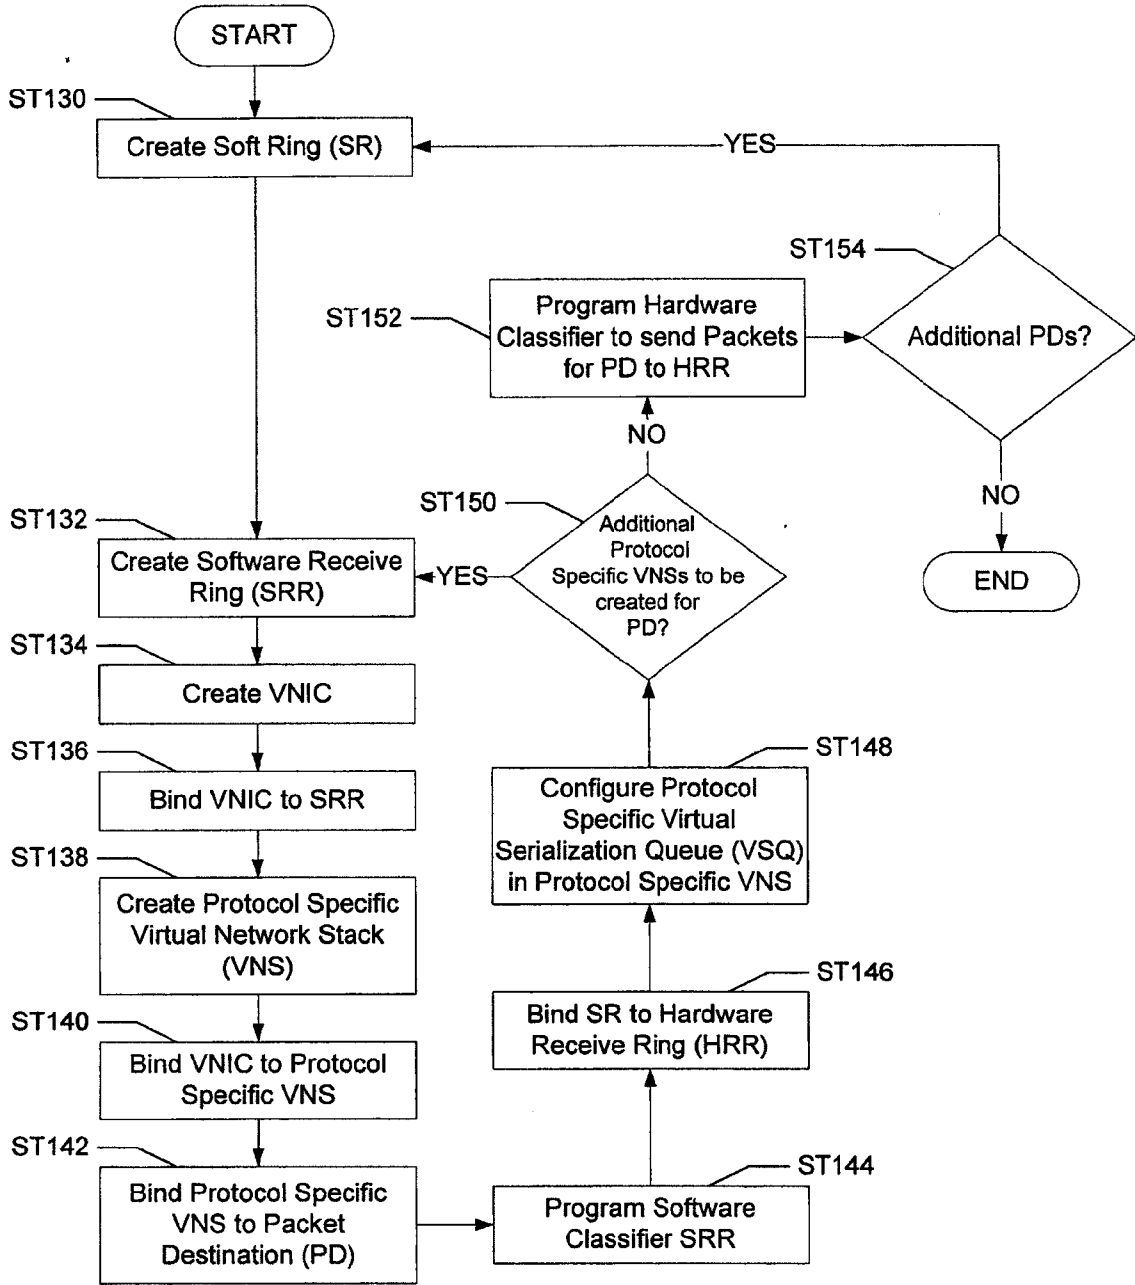 START
ST130
Create Soft Ring (SR)
YES
ST154
Additional PDs?
ST152
Program Hardware
Classifier to send Packets
for PD to HRR
NO
NO
END
ST150
Additional
Protocol
Specific VNSs to be
created for
PD?
YES
ST132
Create Software Receive
Ring (SRR)
ST134
Create VNIC
ST136
Bind VNIC to SRR
ST138
Create Protocol Specific
Virtual Network Stack
(VNS)
ST140
Bind VNIC to Protocol
Specific VNS
ST142
Bind Protocol Specific
VNS to Packet
Destination (PD)
ST148
Configure Protocol
Specific Virtual
Serialization Queue (VSQ)
in Protocol Specific VNS
ST146
Bind SR to Hardware
Receive Ring (HRR)
ST144
Program Software
Classifier SRR